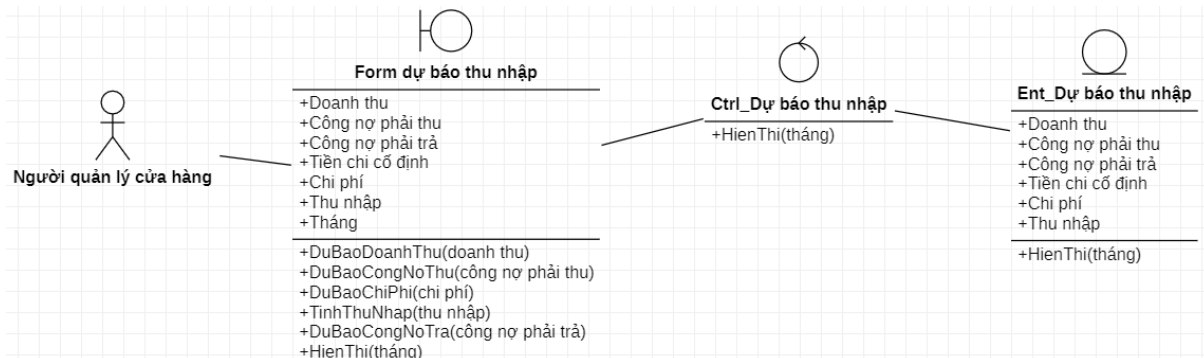 Người quản lý cửa hàng
Form dự báo thu nhập
+Doanh thu
+Công nợ phải thu
+Công nợ phải trả
+Tiền chi cố định
+Chi phí
+Thu nhập
+Tháng
+DuBaoDoanhThu(doanh thu)
+DuBaoCongNoThu(công nợ phải thu)
+DuBaoChiPhi(chi phí)
+TinhThuNhap(thu nhập)
+DuBaoCongNoTra(công nợ phải trả)
+HienThi(tháng)
Ctrl_Dự báo thu nhập
+HienThi(tháng)
Ent_Dự báo thu nhập
+Doanh thu
+Công nợ phải thu
+Công nợ phải trả
+Tiền chi cố định
+Chi phí
+Thu nhập
+HienThi(tháng)